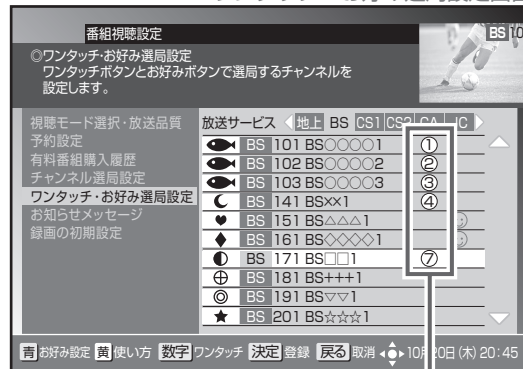 番組視聴設定
BS 10
◎ワンタッチ・お好み選局設定
ワンタッチボタンとお好みボタンで選局するチャンネルを
設定します。
視聴モード選択・放送品質
予約設定
有料番組購入履歴
チャンネル選局設定
ワンタッチ・お好み選局設定
お知らせメッセージ
録画の初期設定
放送サービス 地上 BS CS1 CS2 CA
BS 101 BS○○○○1 ①
BS 102 BS○○○○2 ②
BS 103 BS○○○○3 ③
BS 141 BS××1 ④
BS 151 BS△△△1
BS 161 BS◇◇◇◇1
BS 171 BS□□1 ⑦
BS 181 BS+++1
BS 191 BS▽▽1
BS 201 BS☆☆☆1
青 お好み設定 黄 使い方 数字 ワンタッチ 決定 登録 戻る 取消 10月20日(木) 20:45